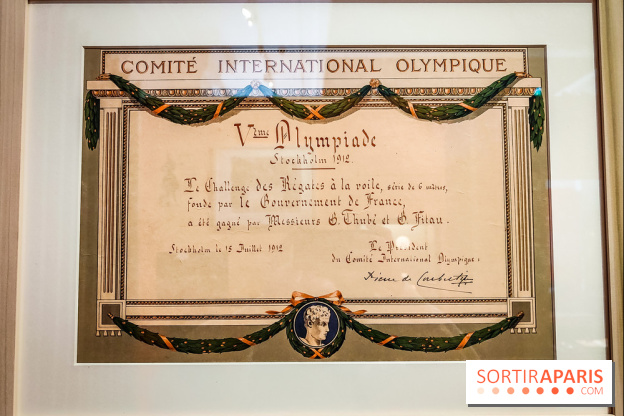 COMITÉ INTERNATIONAL OLYMPIQUE
Vème Olympiade
Stockholm 1912.
Le Challenge des Régates à la voile, série de 6 mètres,
fondé par le Gouvernement de France,
a été gagné par Messieurs G. Thubé et G. Fitau.
Stockholm le 15 Juillet 1912
Le Président
du Comité International Olympique:
Pierre de Coubertin
SORTIRAPARIS
.COM